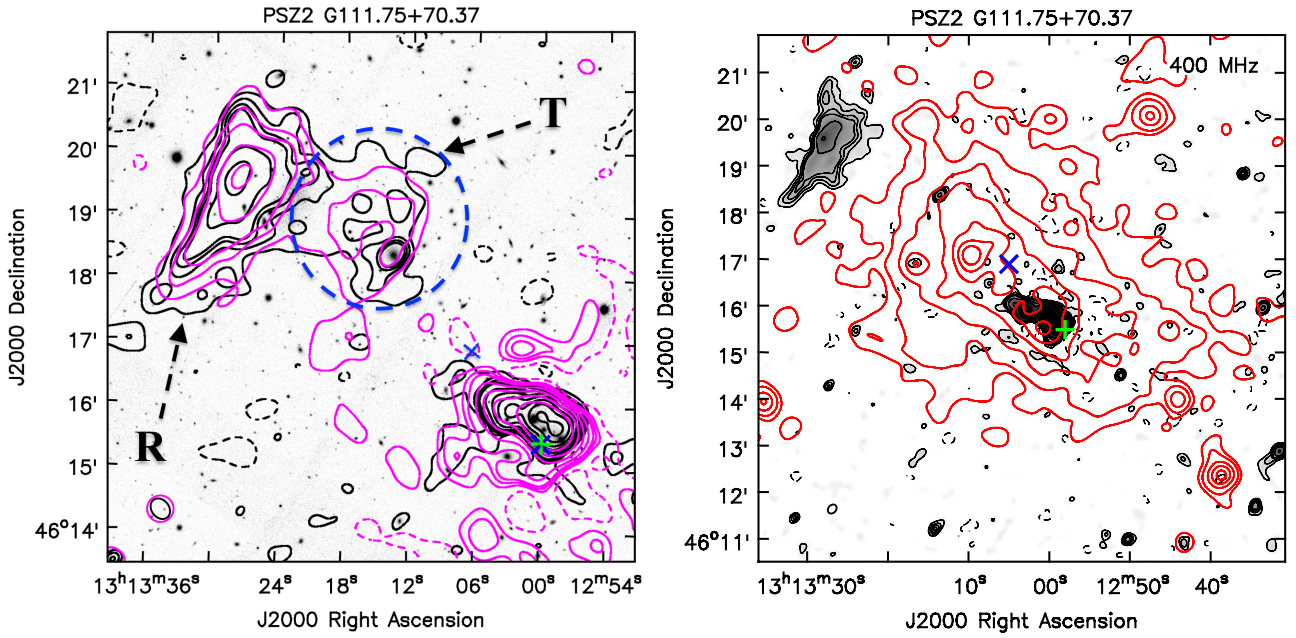 PSZ2 G111.75+70.37
T
R
J2000 Declination
21'
20'
19'
18'
17'
16'
15'
46°14'
13ʰ13ᵐ36ˢ 24ˢ 18ˢ 12ˢ 06ˢ 00ˢ 12ᵐ54ˢ
J2000 Right Ascension
PSZ2 G111.75+70.37
400 MHz
J2000 Declination
21'
20'
19'
18'
17'
16'
15'
14'
13'
12'
46°11'
13ʰ13ᵐ30ˢ 10ˢ 00ˢ 12ᵐ50ˢ 40ˢ
J2000 Right Ascension